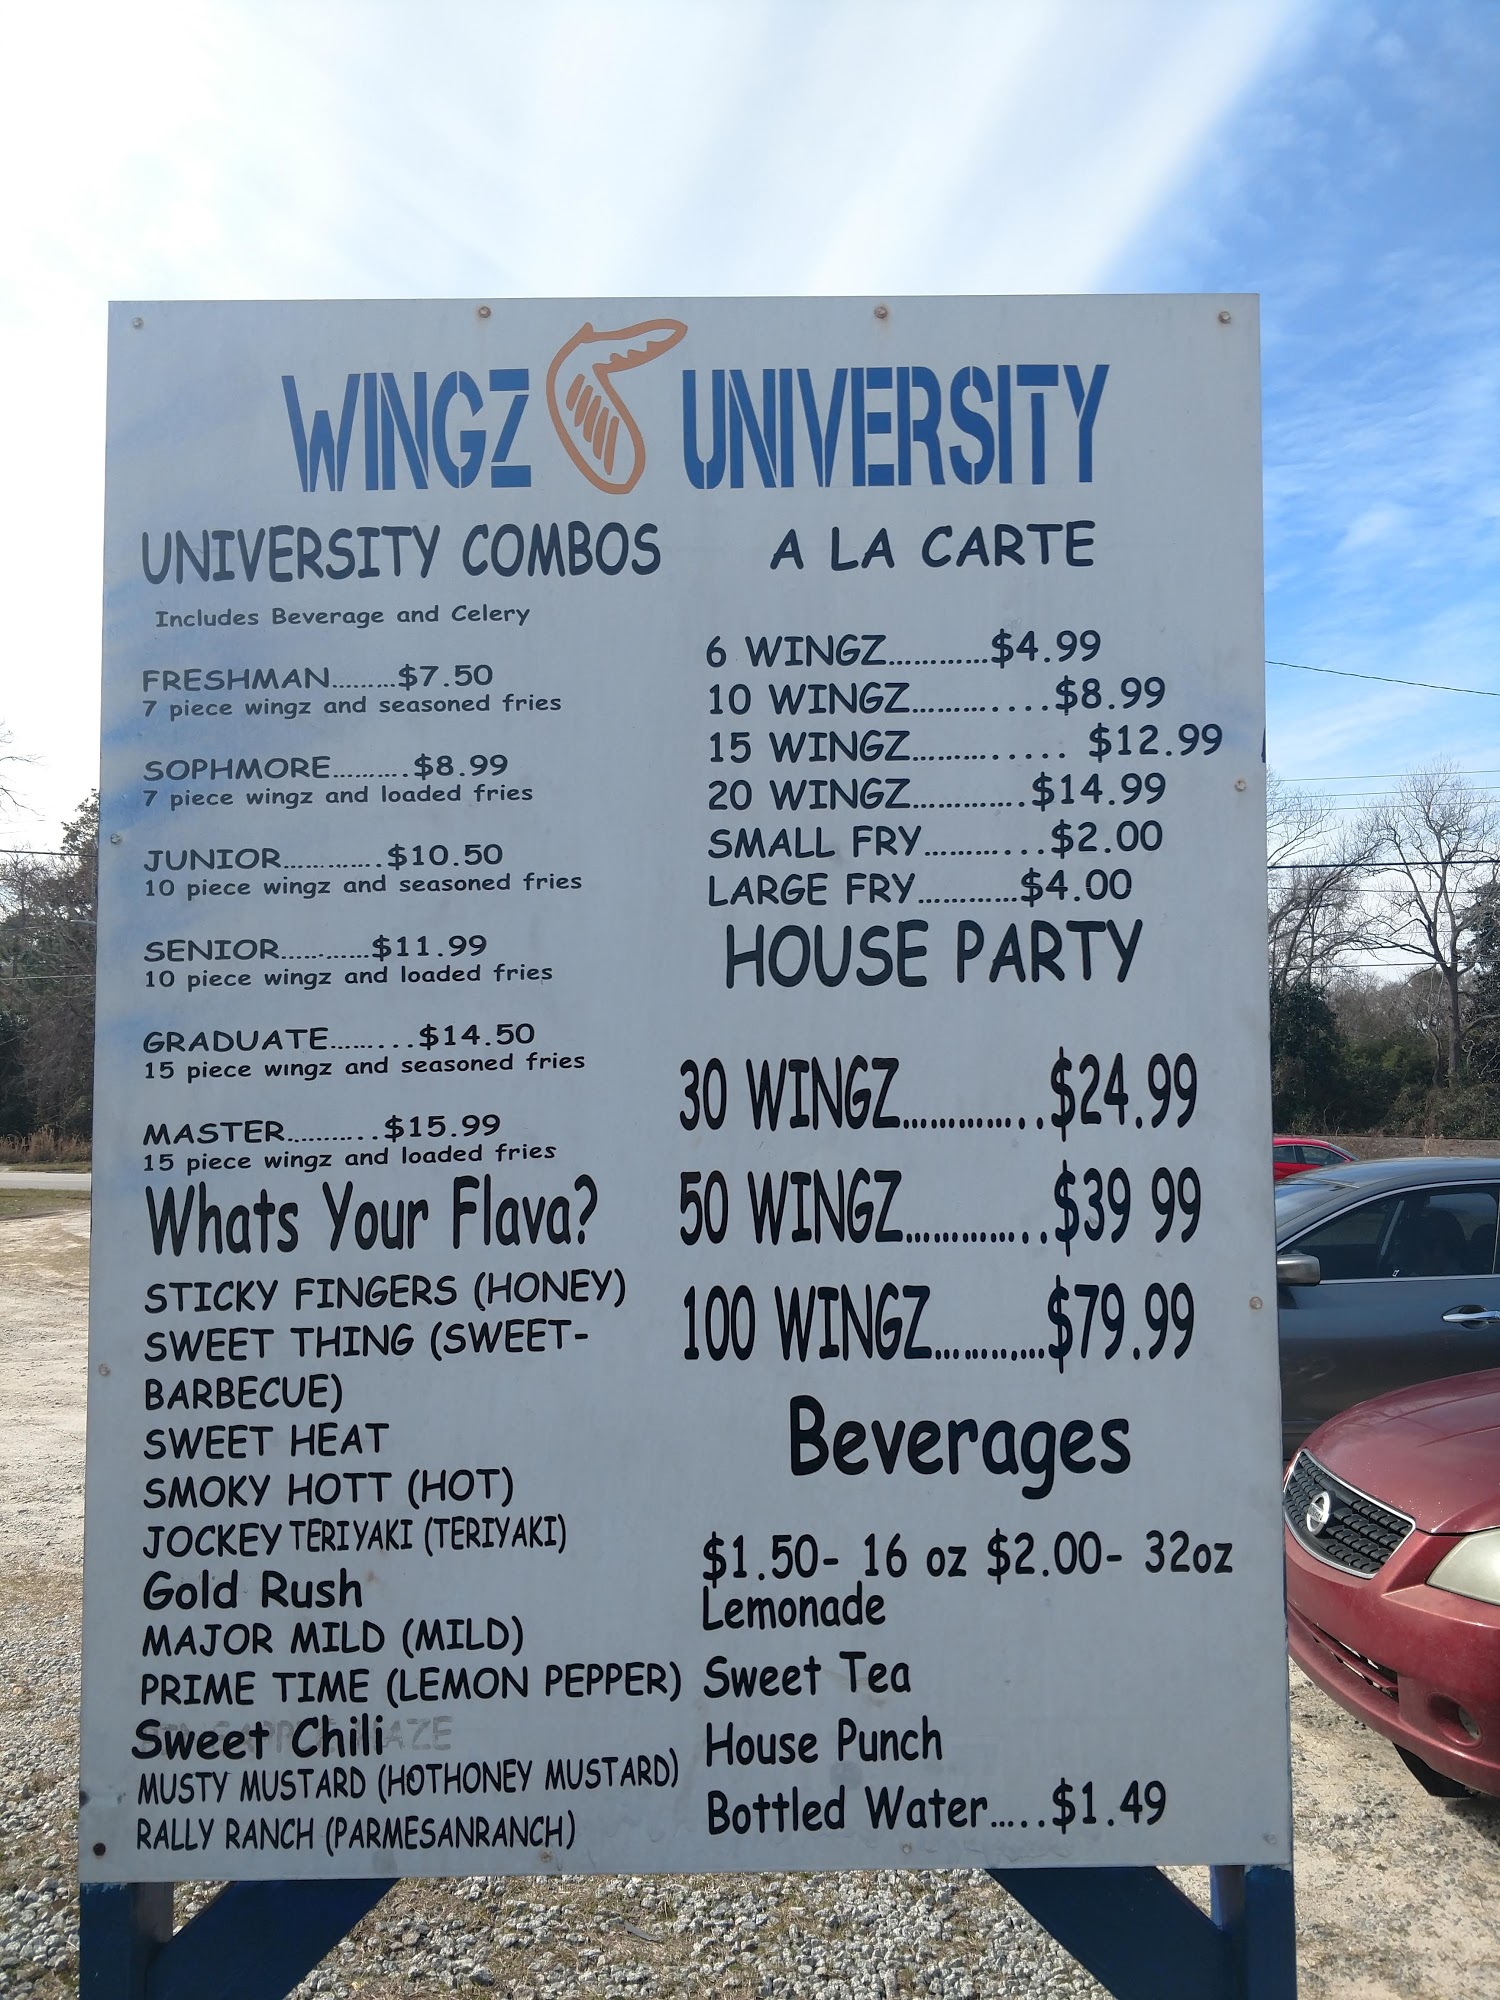 WINGZ UNIVERSITY
UNIVERSITY COMBOS
Includes Beverage and Celery
FRESHMAN.........$7.50
7 piece wingz and seasoned fries
SOPHMORE..........$8.99
7 piece wingz and loaded fries
JUNIOR.............$10.50
10 piece wingz and seasoned fries
SENIOR............$11.99
10 piece wingz and loaded fries
GRADUATE.........$14.50
15 piece wingz and seasoned fries
MASTER............$15.99
15 piece wingz and loaded fries
Whats Your Flava?
STICKY FINGERS (HONEY)
SWEET THING (SWEET-
BARBECUE)
SWEET HEAT
SMOKY HOTT (HOT)
JOCKEY TERIYAKI (TERIYAKI)
Gold Rush
MAJOR MILD (MILD)
PRIME TIME (LEMON PEPPER)
Sweet Chili
MUSTY MUSTARD (HOTHONEY MUSTARD)
RALLY RANCH (PARMESANRANCH)
A LA CARTE
6 WINGZ............$4.99
10 WINGZ.............$8.99
15 WINGZ.............. $12.99
20 WINGZ.............$14.99
SMALL FRY............$2.00
LARGE FRY............$4.00
HOUSE PARTY
30 WINGZ.............$24.99
50 WINGZ.............$39 99
100 WINGZ............$79.99
Beverages
$1.50- 16 oz $2.00- 32oz
Lemonade
Sweet Tea
House Punch
Bottled Water.....$1.49